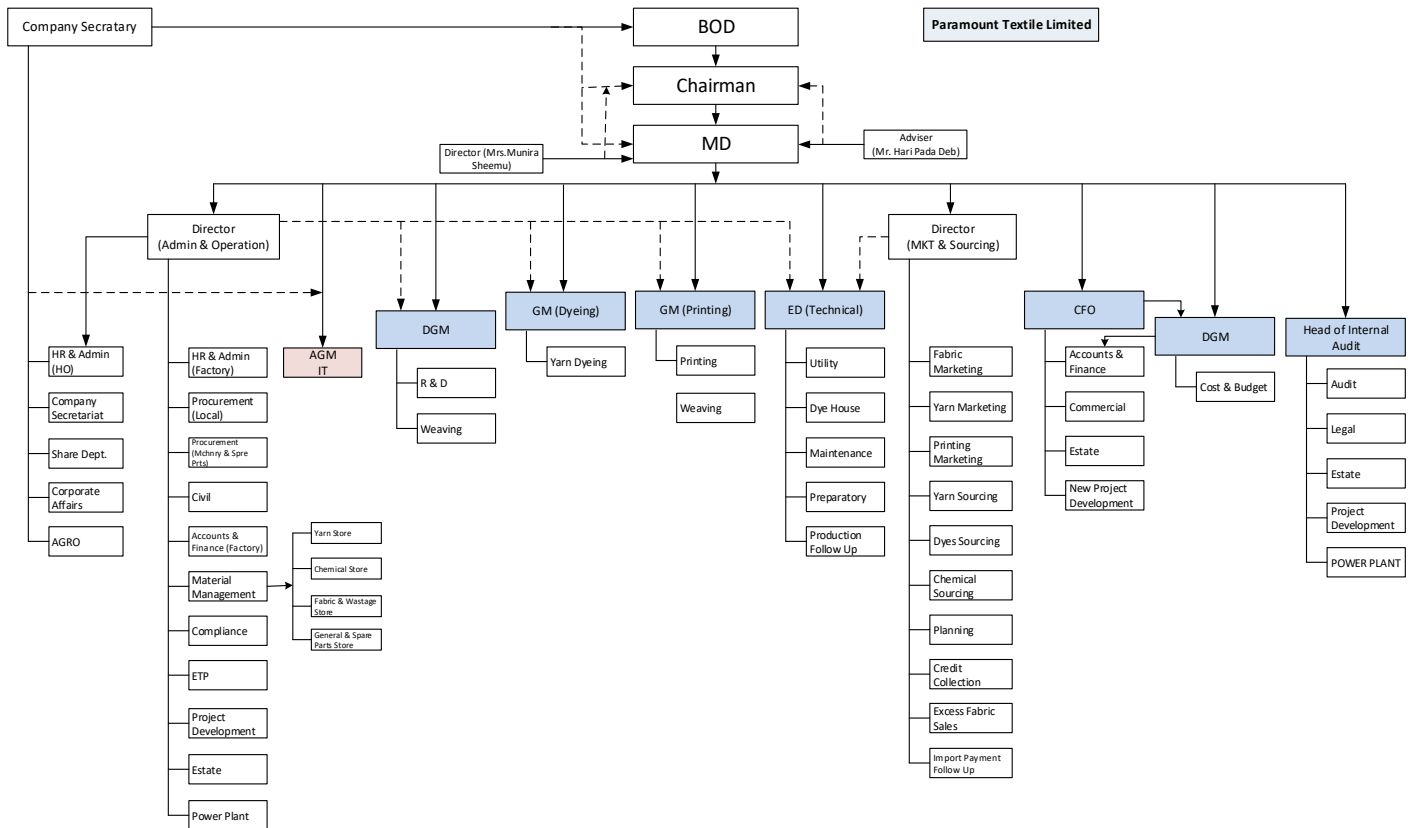 Company Secratary
BOD
Paramount Textile Limited
Chairman
MD
Director (Mrs.Munira
Sheemu)
Adviser
(Mr. Hari Pada Deb)
Director
(Admin & Operation)
Director
(MKT & Sourcing)
DGM
GM (Dyeing)
GM (Printing)
ED (Technical)
CFO
DGM
Head of Internal
Audit
HR & Admin
(HO)
Company
Secretariat
Share Dept.
Corporate
Affairs
AGRO
HR & Admin
(Factory)
Procurement
(Local)
Procurement
(Mchnry & Spre
Prts)
Civil
Accounts &
Finance (Factory)
Material
Management
Compliance
ETP
Project
Development
Estate
Power Plant
Yarn Store
Chemical Store
Fabric & Wastage
Store
General & Spare
Parts Store
AGM
IT
R & D
Weaving
Yarn Dyeing
Printing
Weaving
Utility
Dye House
Maintenance
Preparatory
Production
Follow Up
Fabric
Marketing
Yarn Marketing
Printing
Marketing
Yarn Sourcing
Dyes Sourcing
Chemical
Sourcing
Planning
Credit
Collection
Excess Fabric
Sales
Import Payment
Follow Up
Accounts &
Finance
Commercial
Estate
New Project
Development
Cost & Budget
Audit
Legal
Estate
Project
Development
POWER PLANT